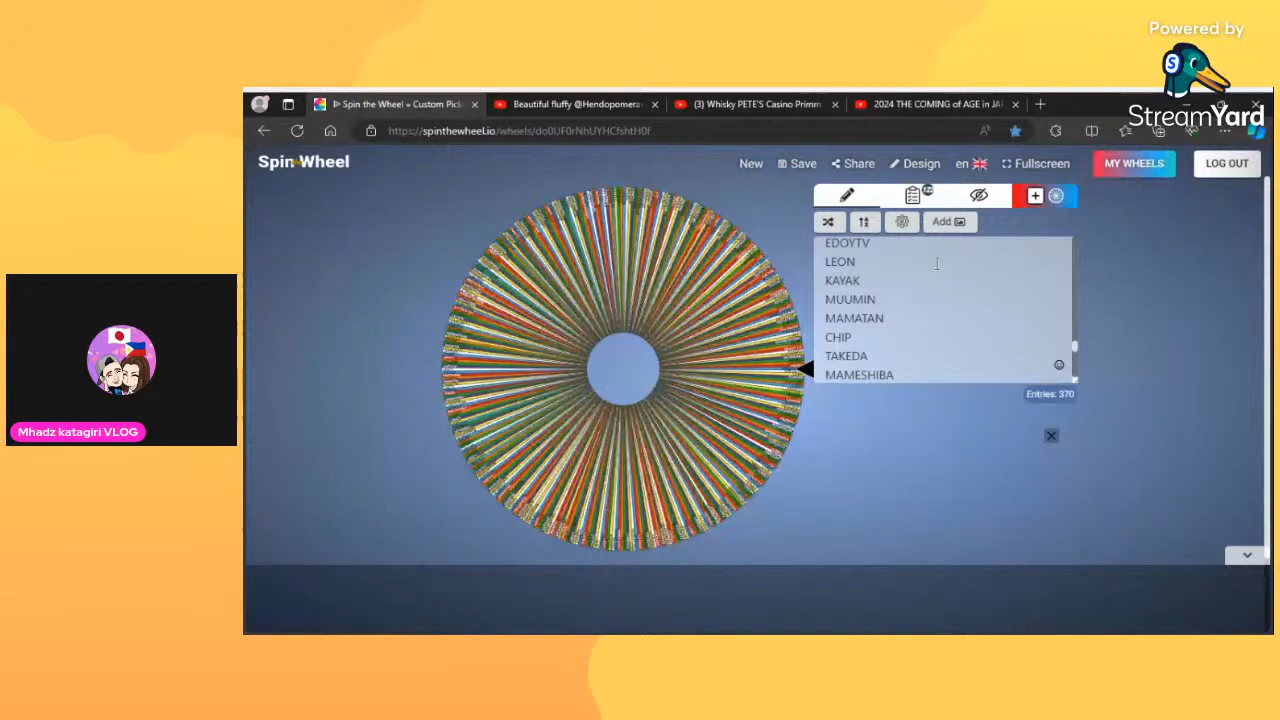 Powered by
StreamYard
Spin the Wheel » Custom Pick
Beautiful fluffy @Hendopomeran
(3) Whisky PETE'S Casino Primm
2024 THE COMING of AGE in JA
https://spinthewheel.io/wheels/do0UF0rNhUYHCfshtH0f
Spin the Wheel
New
Save
Share
Design
en
Fullscreen
MY WHEELS
LOG OUT
Add
EDOYTV
LEON
KAYAK
MUUMIN
MAMATAN
CHIP
TAKEDA
MAMESHIBA
Entries: 370
Mhadz katagiri VLOG